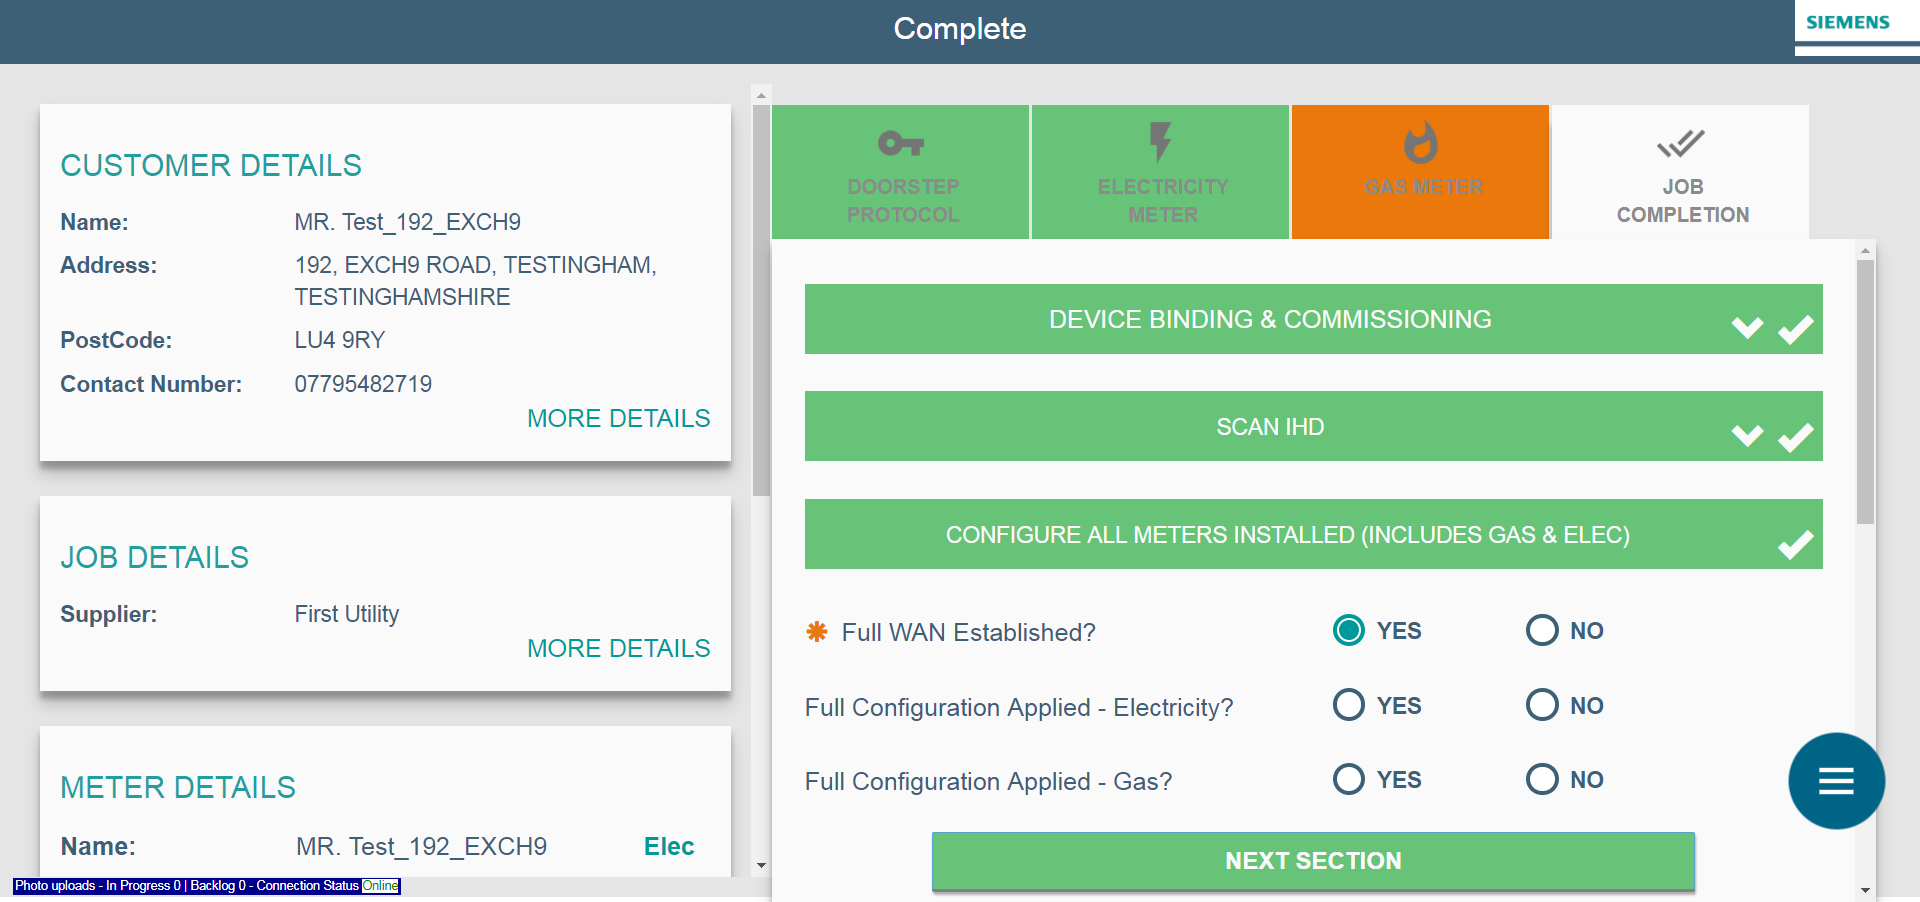 Complete
SIEMENS
CUSTOMER DETAILS
Name: MR. Test_192_EXCH9
Address: 192, EXCH9 ROAD, TESTINGHAM,
TESTINGHAMSHIRE
PostCode: LU4 9RY
Contact Number: 07795482719
MORE DETAILS
JOB DETAILS
Supplier: First Utility
MORE DETAILS
METER DETAILS
Name: MR. Test_192_EXCH9 Elec
Photo uploads - In Progress 0 | Backlog 0 - Connection Status Online
DOORSTEP
PROTOCOL
ELECTRICITY
METER
GAS METER
JOB
COMPLETION
DEVICE BINDING & COMMISSIONING
SCAN IHD
CONFIGURE ALL METERS INSTALLED (INCLUDES GAS & ELEC)
Full WAN Established? YES NO
Full Configuration Applied - Electricity? YES NO
Full Configuration Applied - Gas? YES NO
NEXT SECTION